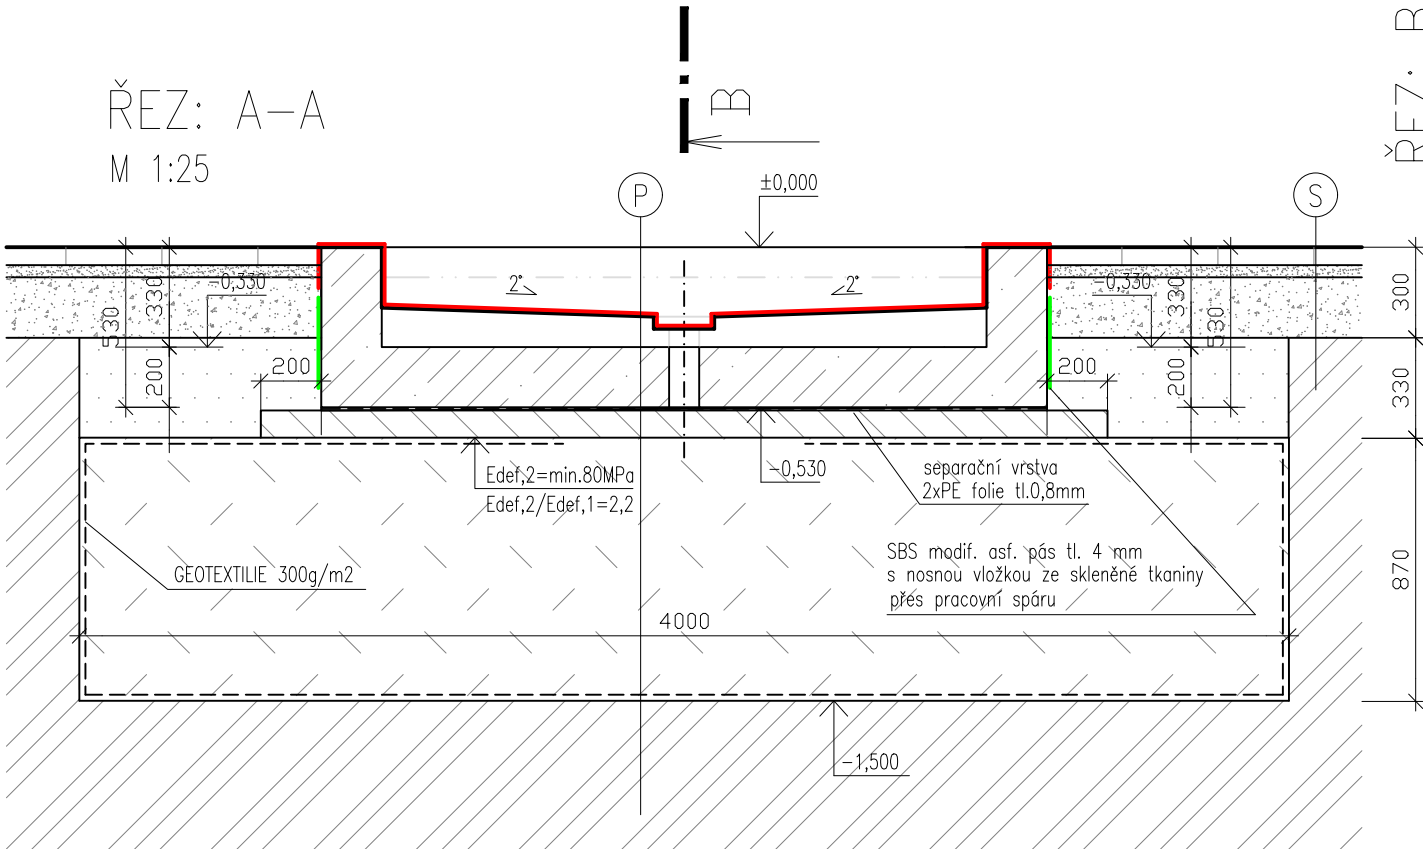 ŘEZ: A–A
M 1:25
B
ŘEZ. B
P
S
±0,000
-0,330
-0,330
2°
2°
530
330
200
200
330
530
200
200
300
330
870
-0,530
Edef,2=min.80MPa
Edef,2/Edef,1=2,2
separační vrstva
2xPE folie tl.0,8mm
SBS modif. asf. pás tl. 4 mm
s nosnou vložkou ze skleněné tkaniny
přes pracovní spáru
GEOTEXTILIE 300g/m2
4000
-1,500